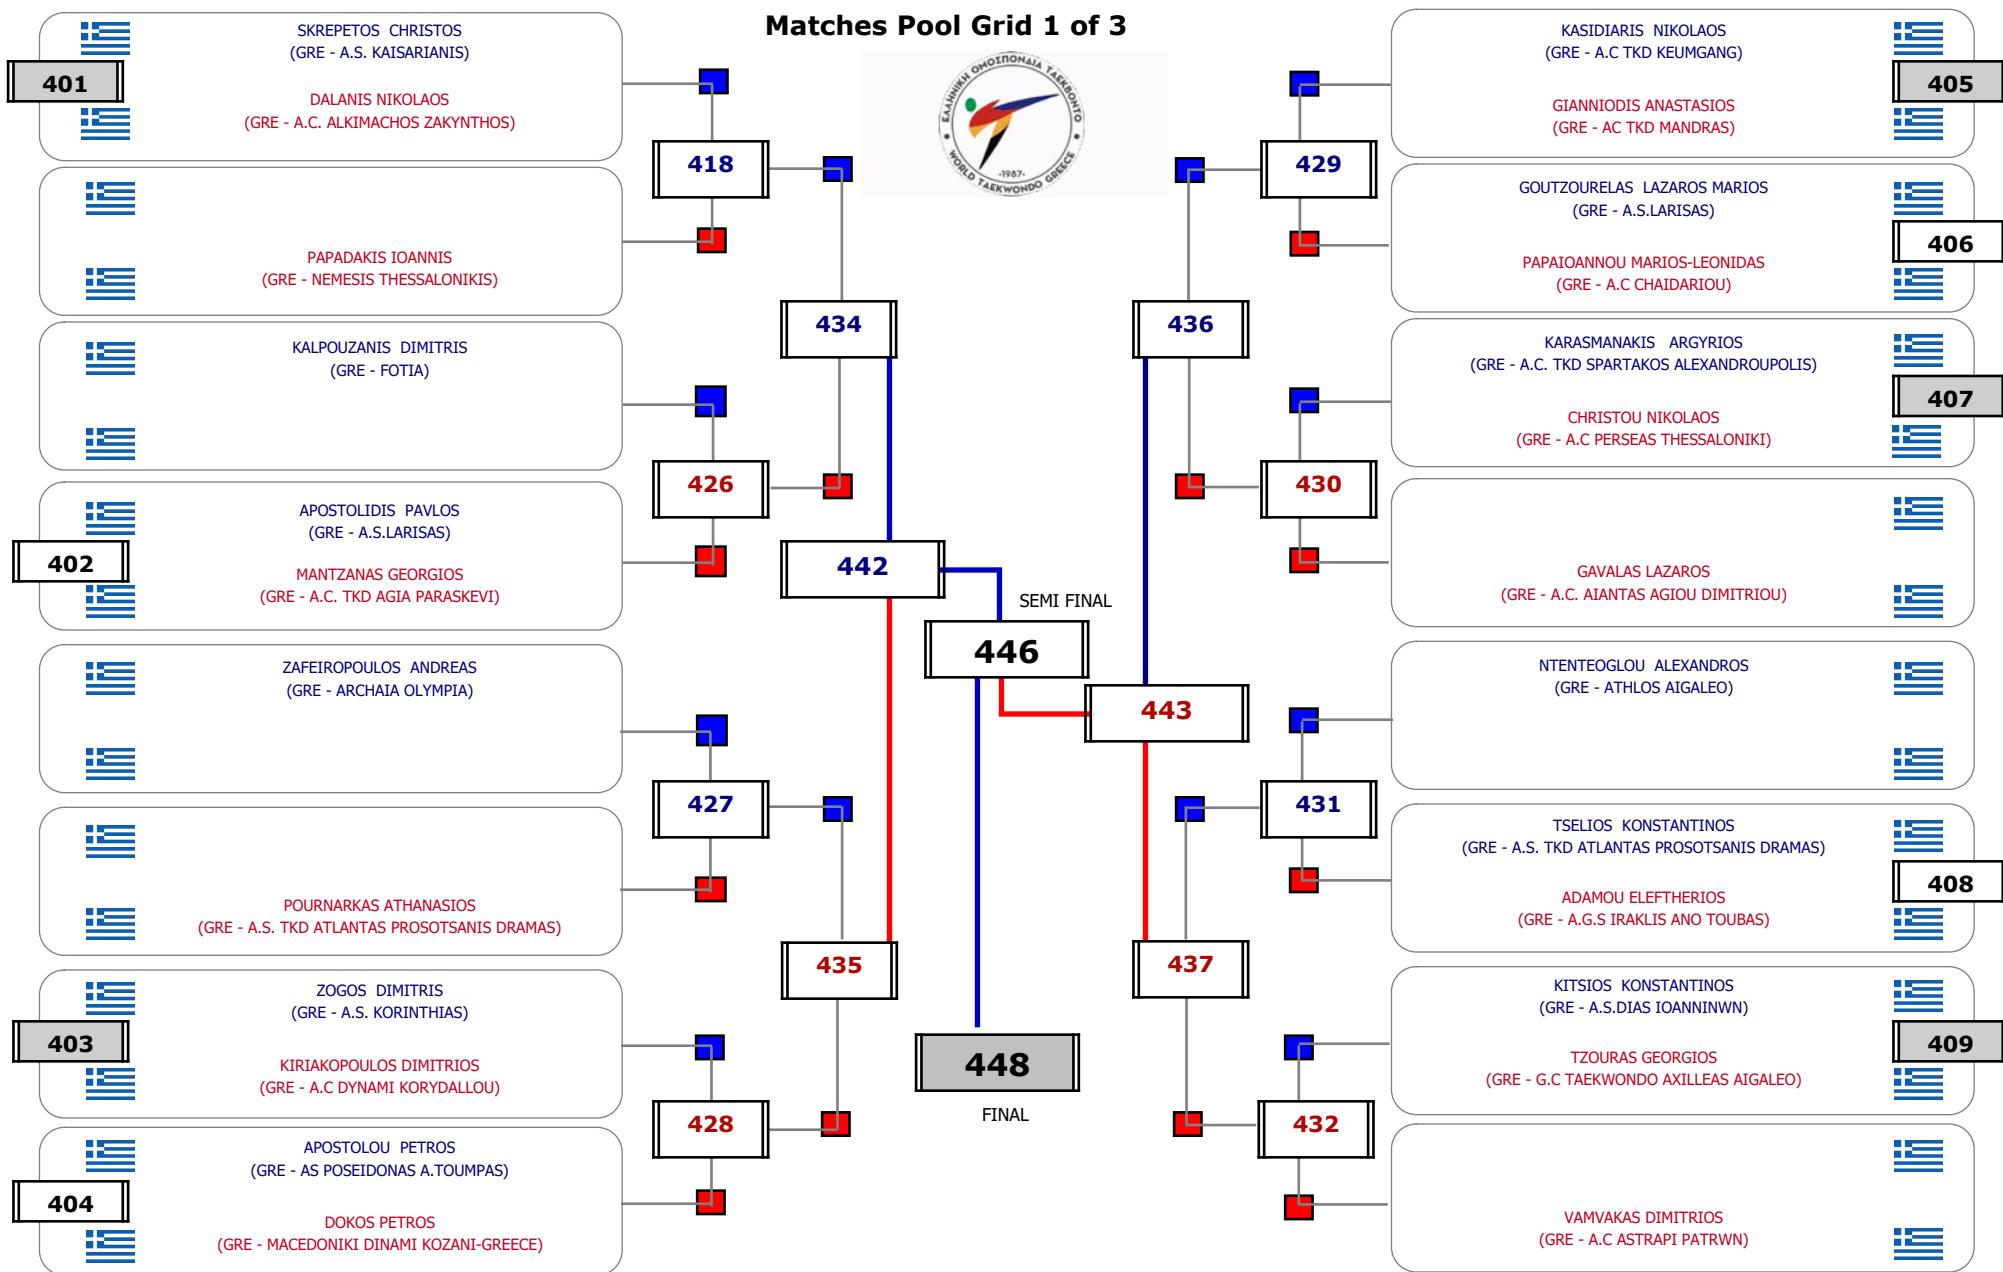 Matches Pool Grid 1 of 3
ΕΛΛΗΝΙΚΗ ΟΜΟΣΠΟΝΔΙΑ ΤΑΕΚΒΟΝΤΟ
-1987-
WORLD TAEKWONDO GREECE
SKREPETOS CHRISTOS
(GRE - A.S. KAISARIANIS)
401
DALANIS NIKOLAOS
(GRE - A.C. ALKIMACHOS ZAKYNTHOS)
418
PAPADAKIS IOANNIS
(GRE - NEMESIS THESSALONIKIS)
434
KALPOUZANIS DIMITRIS
(GRE - FOTIA)
426
APOSTOLIDIS PAVLOS
(GRE - A.S.LARISAS)
402
MANTZANAS GEORGIOS
(GRE - A.C. TKD AGIA PARASKEVI)
442
ZAFEIROPOULOS ANDREAS
(GRE - ARCHAIA OLYMPIA)
427
POURNARKAS ATHANASIOS
(GRE - A.S. TKD ATLANTAS PROSOTSANIS DRAMAS)
435
ZOGOS DIMITRIS
(GRE - A.S. KORINTHIAS)
403
KIRIAKOPOULOS DIMITRIOS
(GRE - A.C DYNAMI KORYDALLOU)
428
APOSTOLOU PETROS
(GRE - AS POSEIDONAS A.TOUMPAS)
404
DOKOS PETROS
(GRE - MACEDONIKI DINAMI KOZANI-GREECE)
SEMI FINAL
446
443
448
FINAL
KASIDIARIS NIKOLAOS
(GRE - A.C TKD KEUMGANG)
405
GIANNIODIS ANASTASIOS
(GRE - AC TKD MANDRAS)
429
GOUTZOURELAS LAZAROS MARIOS
(GRE - A.S.LARISAS)
406
PAPAIOANNOU MARIOS-LEONIDAS
(GRE - A.C CHAIDARIOU)
436
KARASMANAKIS ARGYRIOS
(GRE - A.C. TKD SPARTAKOS ALEXANDROUPOLIS)
407
CHRISTOU NIKOLAOS
(GRE - A.C PERSEAS THESSALONIKI)
430
GAVALAS LAZAROS
(GRE - A.C. AIANTAS AGIOU DIMITRIOU)
NTENTEOGLOU ALEXANDROS
(GRE - ATHLOS AIGALEO)
431
TSELIOS KONSTANTINOS
(GRE - A.S. TKD ATLANTAS PROSOTSANIS DRAMAS)
408
ADAMOU ELEFTHERIOS
(GRE - A.G.S IRAKLIS ANO TOUBAS)
437
KITSIOS KONSTANTINOS
(GRE - A.S.DIAS IOANNINWN)
409
TZOURAS GEORGIOS
(GRE - G.C TAEKWONDO AXILLEAS AIGALEO)
432
VAMVAKAS DIMITRIOS
(GRE - A.C ASTRAPI PATRWN)